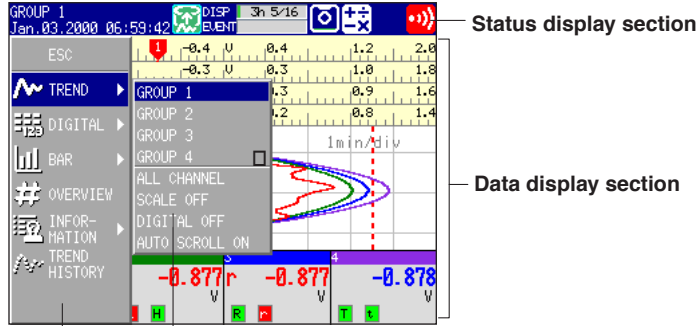 GROUP 1
Jan.03.2000 06:59:42
DISP 3h 5/16
EVENT
Status display section
ESC
1 -0.4 V 0.4 1.2 2.0
-0.3 V 0.3 1.0 1.8
TREND
GROUP 1
.3 0.9 1.6
GROUP 2
.2 0.8 1.4
123 DIGITAL
GROUP 3
1min/div
BAR
GROUP 4
ALL CHANNEL
Data display section
OVERVIEW
SCALE OFF
INFOR-
MATION
DIGITAL OFF
AUTO SCROLL ON
TREND
HISTORY
3 4
-0.877 r -0.877 -0.878
V V V
H R r T t